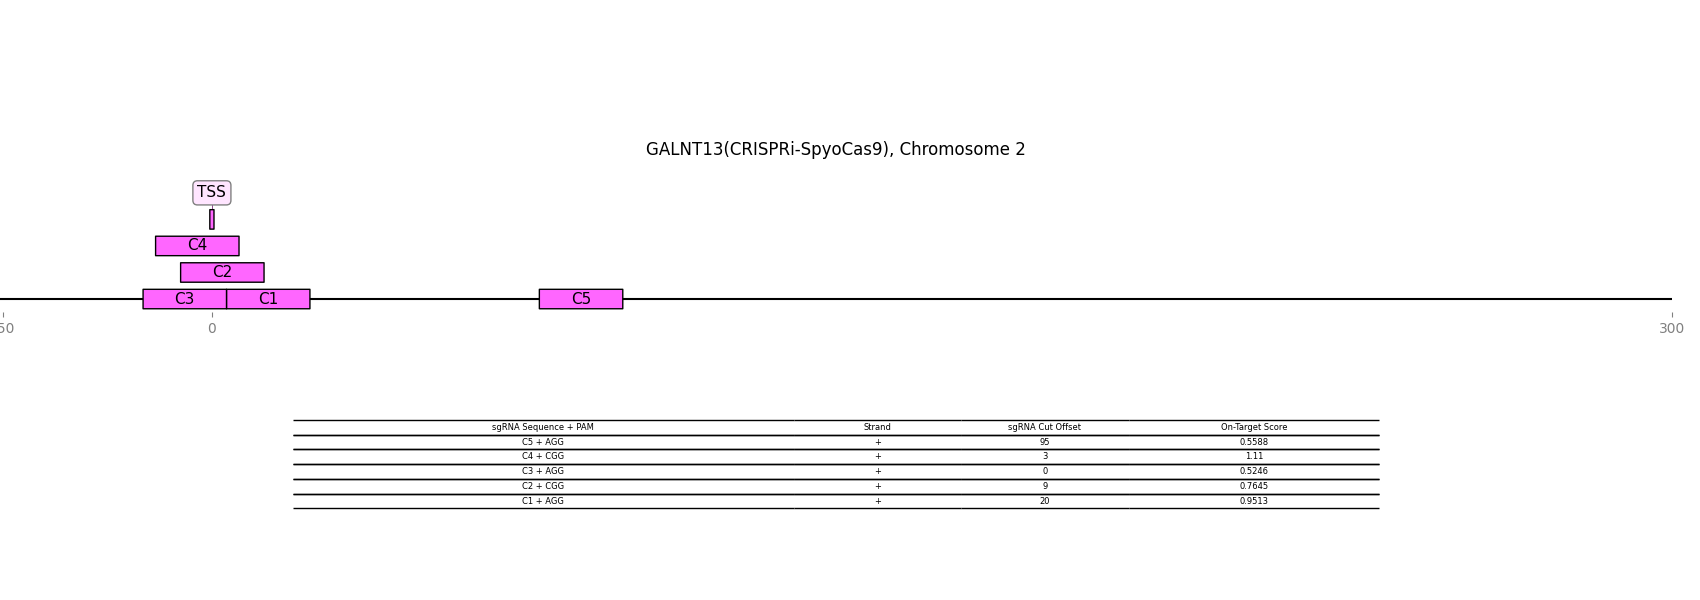 GALNT13(CRISPRi-SpyoCas9), Chromosome 2
TSS
C4
C2
C3 C1 C5
50 0 300
sgRNA Sequence + PAM Strand sgRNA Cut Offset On-Target Score
C5 + AGG + 95 0.5588
C4 + CGG + 3 1.11
C3 + AGG + 0 0.5246
C2 + CGG + 9 0.7645
C1 + AGG + 20 0.9513